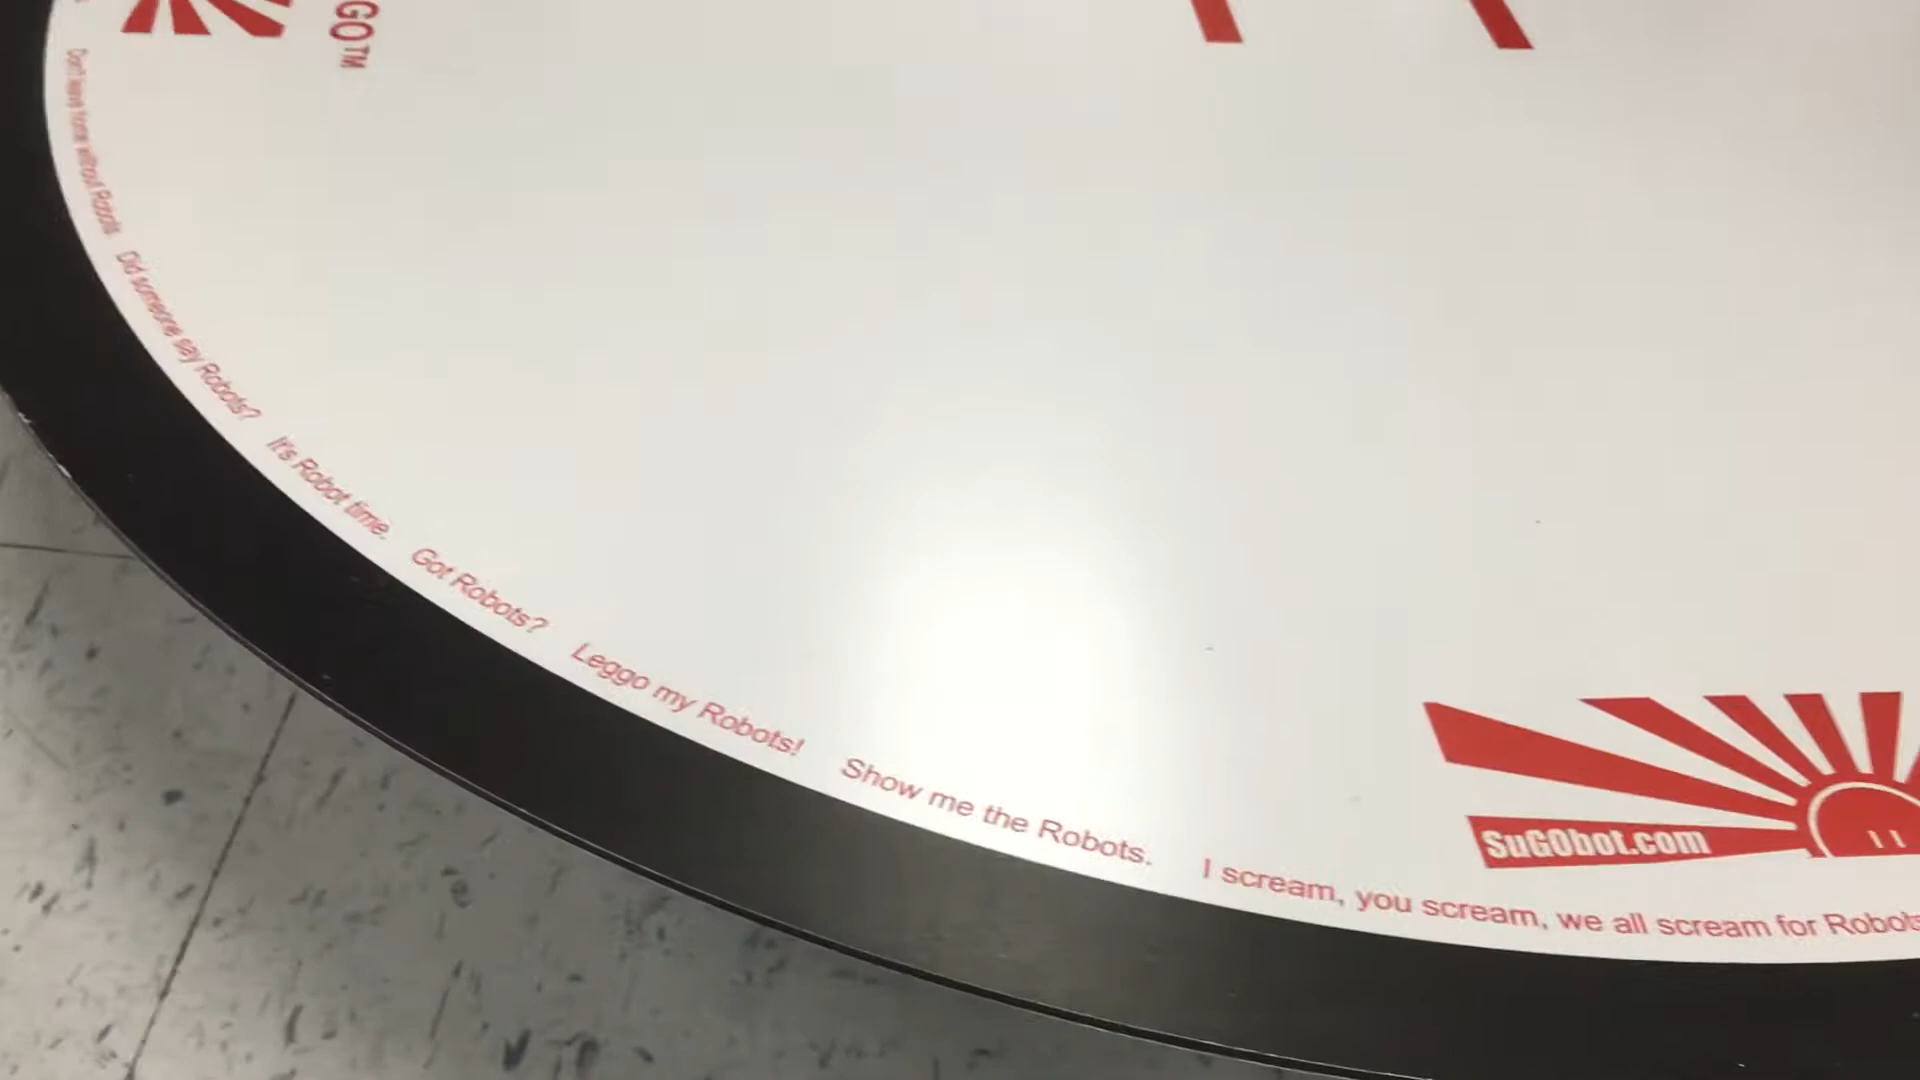 GO™
Don't leave home without Robots.
Did someone say Robots?
It's Robot time.
Got Robots?
Leggo my Robots!
Show me the Robots.
I scream, you scream, we all scream for Robots
SuGObot.com